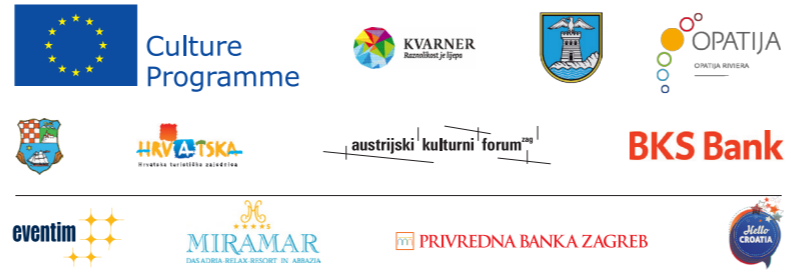 Culture
Programme
KVARNER
Raznolikost je lijepa
OPATIJA
OPATIJA RIVIERA
HRVATSKA
Hrvatska turistička zajednica
austrijski kulturni forum zag
BKS Bank
eventim
MIRAMAR
DAS ADRIA-RELAX-RESORT IN ABBAZIA
PRIVREDNA BANKA ZAGREB
Hello
CROATIA